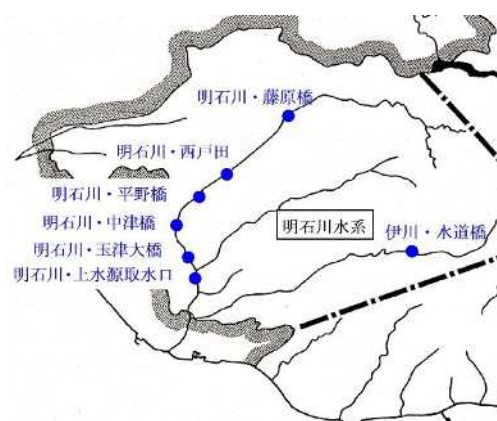 明石川・藤原橋
明石川・西戸田
明石川・平野橋
明石川・中津橋
明石川水系
伊川・水道橋
明石川・玉津大橋
明石川・上水源取水口